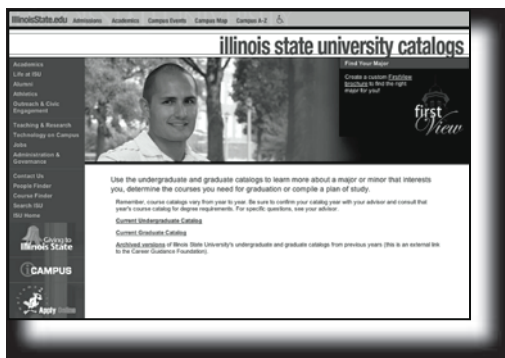 IllinoisState.edu Admissions Academics Campus Events Campus Map Campus A-Z
illinois state university catalogs
Academics
Life at ISU
Alumni
Athletics
Outreach & Civic
Engagement
Teaching & Research
Technology on Campus
Jobs
Administration &
Governance
Contact Us
People Finder
Course Finder
Search ISU
ISU Home
Giving to
Illinois State
iCAMPUS
Apply Online
Find Your Major
Create a custom FirstView
brochure to find the right
major for you!
first
View
Use the undergraduate and graduate catalogs to learn more about a major or minor that interests
you, determine the courses you need for graduation or compile a plan of study.
Remember, course catalogs vary from year to year. Be sure to confirm your catalog year with your advisor and consult that
year's course catalog for degree requirements. For specific questions, see your advisor.
Current Undergraduate Catalog
Current Graduate Catalog
Archived versions of Illinois State University's undergraduate and graduate catalogs from previous years (this is an external link
to the Career Guidance Foundation).